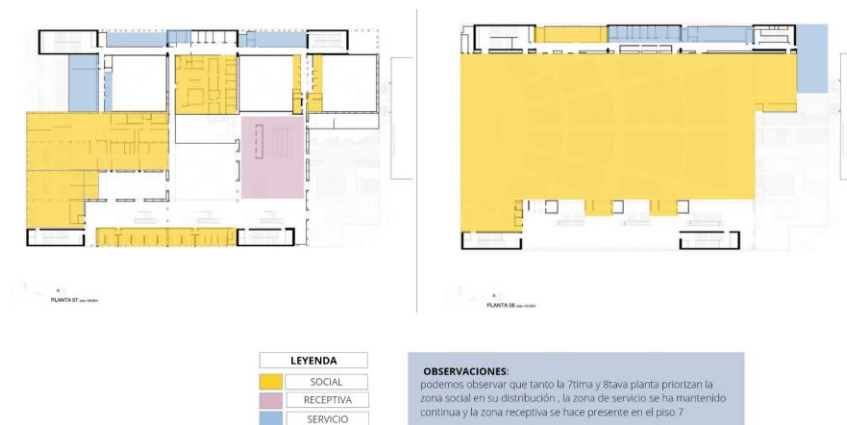 PLANTA 07
PLANTA 08
LEYENDA
SOCIAL
RECEPTIVA
SERVICIO
OBSERVACIONES:
podemos observar que tanto la 7tima y 8tava planta priorizan la
zona social en su distribución , la zona de servicio se ha mantenido
continua y la zona receptiva se hace presente en el piso 7